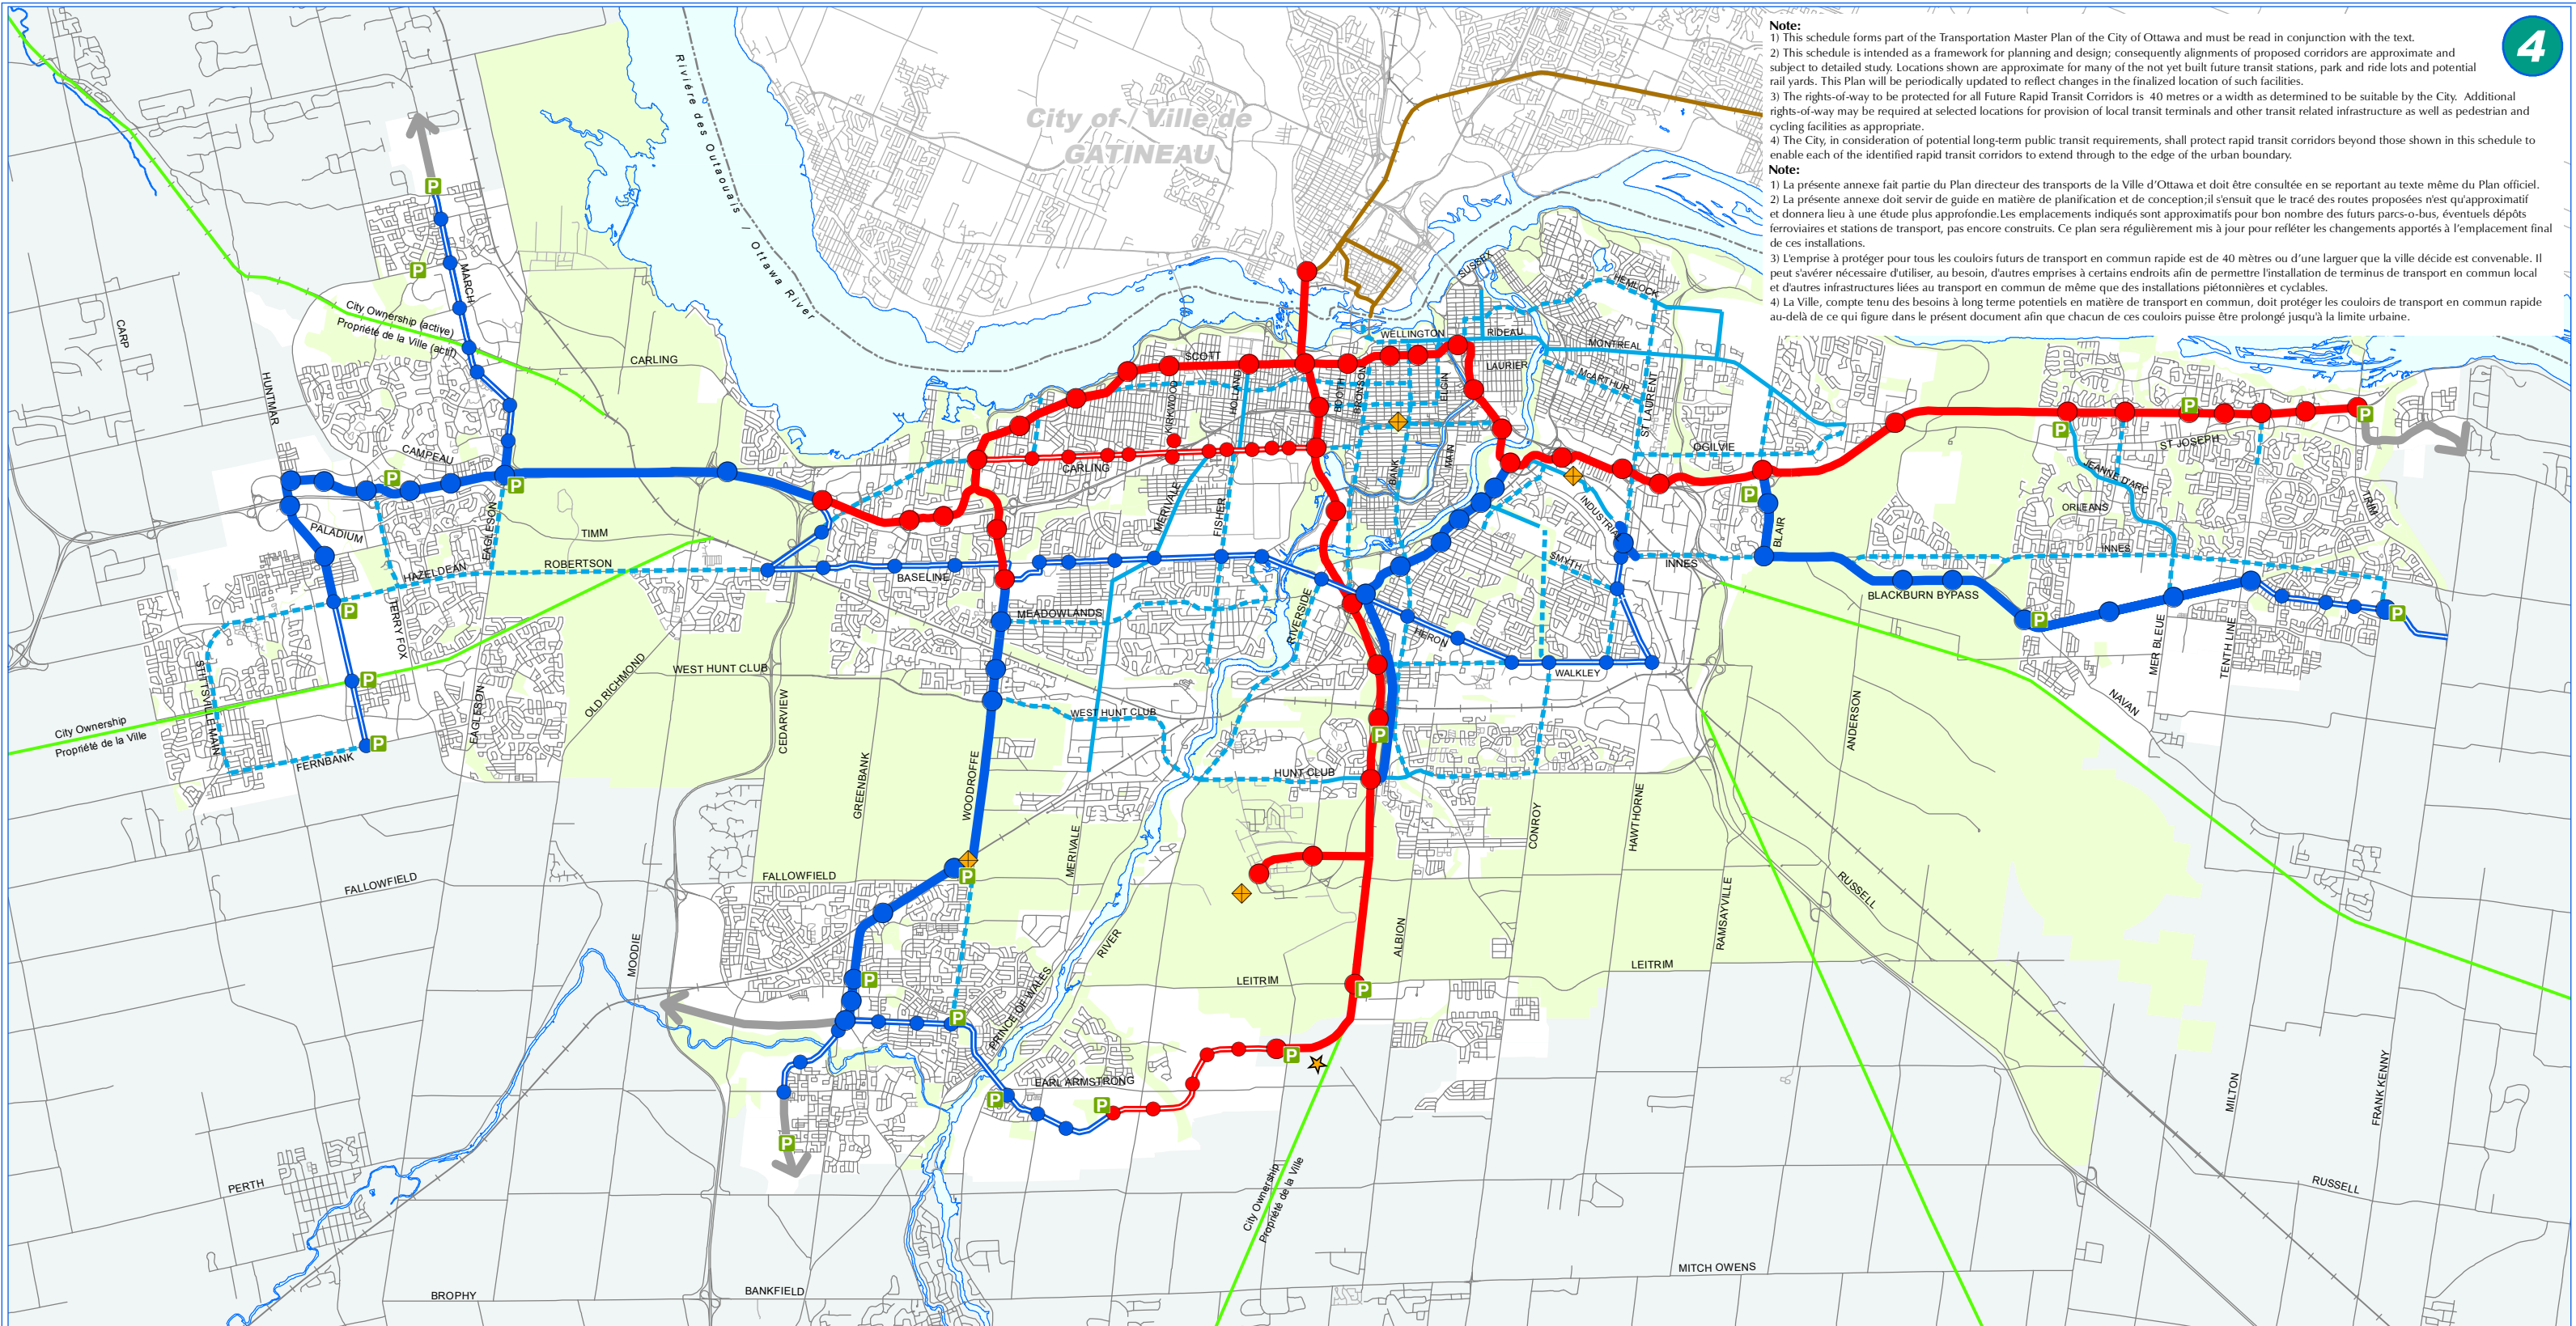 Note:
1) This schedule forms part of the Transportation Master Plan of the City of Ottawa and must be read in conjunction with the text.
2) This schedule is intended as a framework for planning and design; consequently alignments of proposed corridors are approximate and
subject to detailed study. Locations shown are approximate for many of the not yet built future transit stations, park and ride lots and potential
rail yards. This Plan will be periodically updated to reflect changes in the finalized location of such facilities.
3) The rights-of-way to be protected for all Future Rapid Transit Corridors is 40 metres or a width as determined to be suitable by the City. Additional
rights-of-way may be required at selected locations for provision of local transit terminals and other transit related infrastructure as well as pedestrian and
cycling facilities as appropriate.
4) The City, in consideration of potential long-term public transit requirements, shall protect rapid transit corridors beyond those shown in this schedule to
enable each of the identified rapid transit corridors to extend through to the edge of the urban boundary.
Note:
1) La présente annexe fait partie du Plan directeur des transports de la Ville d'Ottawa et doit être consultée en se reportant au texte même du Plan officiel.
2) La présente annexe doit servir de guide en matière de planification et de conception;il s'ensuit que le tracé des routes proposées n'est qu'approximatif
et donnera lieu à une étude plus approfondie.Les emplacements indiqués sont approximatifs pour bon nombre des futurs parcs-o-bus, éventuels dépôts
ferroviaires et stations de transport, pas encore construits. Ce plan sera régulièrement mis à jour pour refléter les changements apportés à l'emplacement final
de ces installations.
3) L'emprise à protéger pour tous les couloirs futurs de transport en commun rapide est de 40 mètres ou d'une larguer que la ville décide est convenable. Il
peut s'avérer nécessaire d'utiliser, au besoin, d'autres emprises à certains endroits afin de permettre l'installation de terminus de transport en commun local
et d'autres infrastructures liées au transport en commun de même que des installations piétonnières et cyclables.
4) La Ville, compte tenu des besoins à long terme potentiels en matière de transport en commun, doit protéger les couloirs de transport en commun rapide
au-delà de ce qui figure dans le présent document afin que chacun de ces couloirs puisse être prolongé jusqu'à la limite urbaine.
4
City of / Ville de
GATINEAU
Rivière des Outaouais / Ottawa River
P
P
MARCH
City Ownership (active)
Propriété de la Ville (actif)
CARP
HUNTMAR
CARLING
CAMPEAU
P
P
PALADIUM
EAGLESON
TIMM
HAZELDEAN
ROBERTSON
TERRY FOX
P
P
P
STITTSVILLE MAIN
FERNBANK
EAGLESON
OLD RICHMOND
WEST HUNT CLUB
City Ownership
Propriété de la Ville
SCOTT
KIRKWOOD
HOLLAND
CARLING
MERIVALE
FISHER
BASELINE
MEADOWLANDS
WEST HUNT CLUB
CEDARVIEW
GREENBANK
WOODROFFE
MERIVALE
WELLINGTON
BOOTH
BRONSON
ELGIN
BANK
MAIN
SUSSEX
RIDEAU
LAURIER
HEMLOCK
MONTREAL
McARTHUR
ST LAURENT
OGILVIE
INDUSTRIAL
SMYTH
INNES
BLAIR
P
RIVERSIDE
HERON
WALKLEY
P
HUNT CLUB
CONROY
HAWTHORNE
P
P
P
ST JOSEPH
JEANNE D'ARC
ORLEANS
TRIM
INNES
BLACKBURN BYPASS
P
P
MER BLEUE
TENTH LINE
NAVAN
ANDERSON
FALLOWFIELD
FALLOWFIELD
P
MOODIE
P
P
PRINCE OF WALES
RIVER
LEITRIM
P
ALBION
LEITRIM
RAMSAYVILLE
RUSSELL
P
P
P
EARL ARMSTRONG
P
City Ownership
Propriété de la Ville
PERTH
BROPHY
BANKFIELD
MITCH OWENS
MILTON
FRANK KENNY
RUSSELL